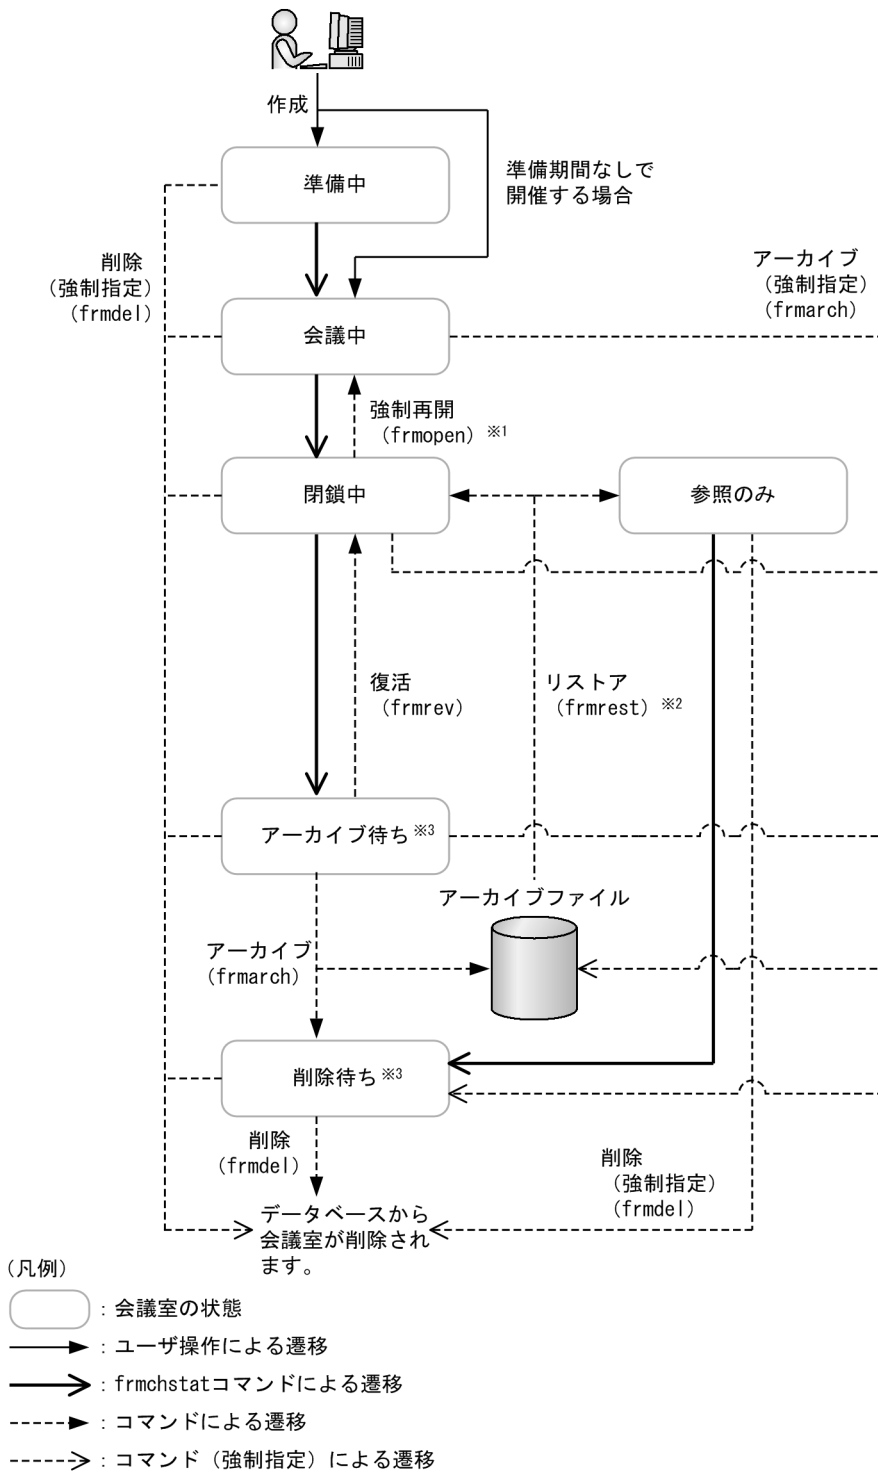 作成
準備期間なしで
開催する場合
準備中
削除
（強制指定）
（frmdel）
アーカイブ
（強制指定）
（frmarch）
会議中
強制再開
（frmopen）※1
閉鎖中
参照のみ
復活
（frmrev）
リストア
（frmrest）※2
アーカイブ待ち※3
アーカイブファイル
アーカイブ
（frmarch）
削除待ち※3
削除
（frmdel）
削除
（強制指定）
（frmdel）
データベースから
会議室が削除され
ます。
（凡例）
：会議室の状態
：ユーザ操作による遷移
：frmchstatコマンドによる遷移
：コマンドによる遷移
：コマンド（強制指定）による遷移